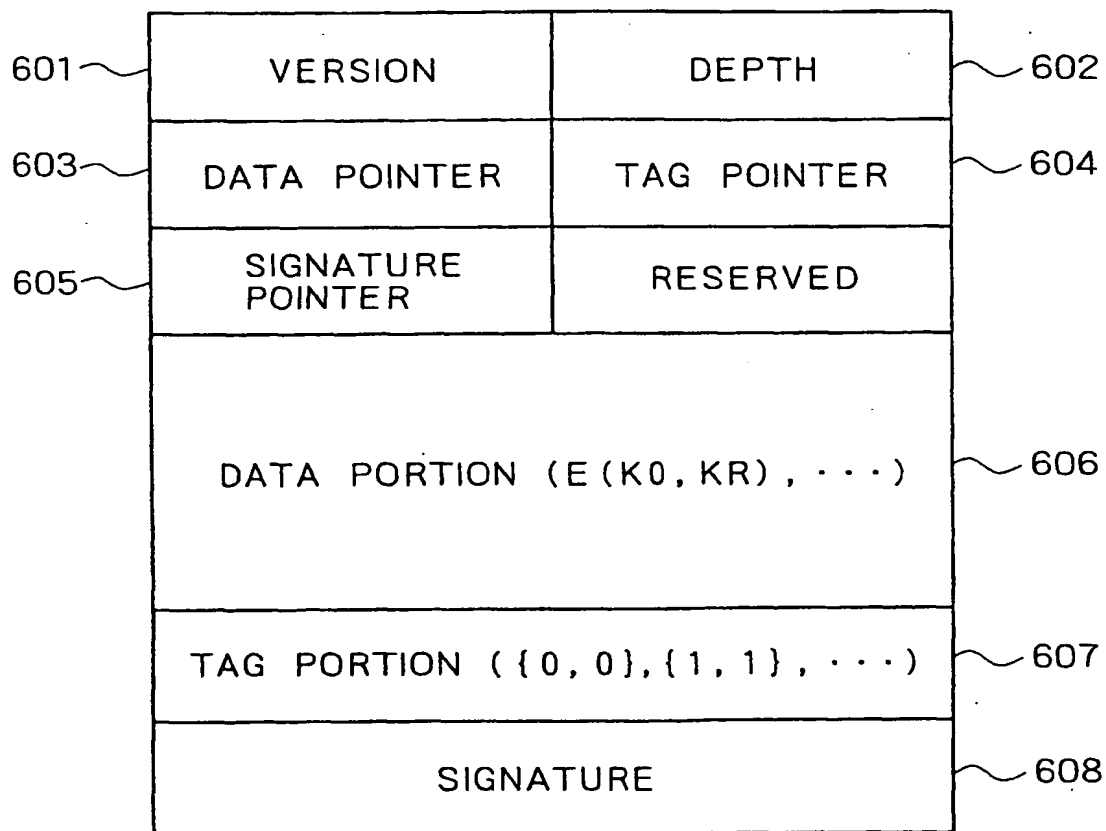 601 VERSION DEPTH 602
603 DATA POINTER TAG POINTER 604
605 SIGNATURE POINTER RESERVED
DATA PORTION (E(K0,KR), ···) 606
TAG PORTION ({0,0},{1,1}, ···) 607
SIGNATURE 608